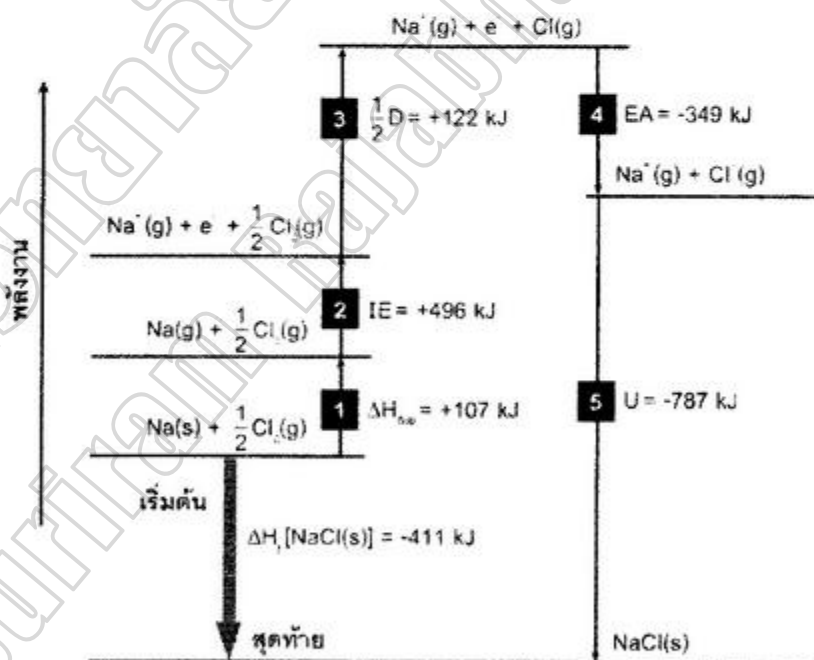 Na⁺(g) + e + Cl(g)
3 ½D = +122 kJ
4 EA = -349 kJ
Na⁺(g) + Cl(g)
Na⁺(g) + e + ½Cl₂(g)
2 IE = +496 kJ
Na(g) + ½Cl₂(g)
1 ΔH = +107 kJ
5 U = -787 kJ
Na(s) + ½Cl₂(g)
เริ่มต้น
ΔHf[NaCl(s)] = -411 kJ
สุดท้าย
NaCl(s)
พลังงาน